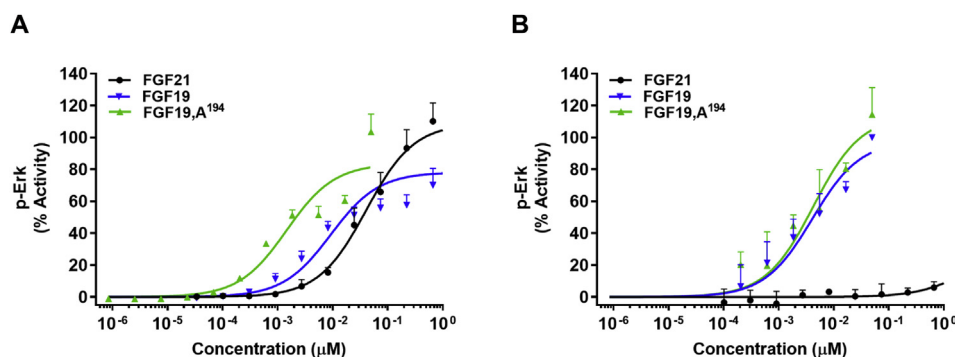 A
140
120
100
80
60
40
20
0
p-Erk
(% Activity)
FGF21
FGF19
FGF19,A¹⁹⁴
10⁻⁶ 10⁻⁵ 10⁻⁴ 10⁻³ 10⁻² 10⁻¹ 10⁰
Concentration (µM)
B
140
120
100
80
60
40
20
0
p-Erk
(% Activity)
FGF21
FGF19
FGF19,A¹⁹⁴
10⁻⁶ 10⁻⁵ 10⁻⁴ 10⁻³ 10⁻² 10⁻¹ 10⁰
Concentration (µM)